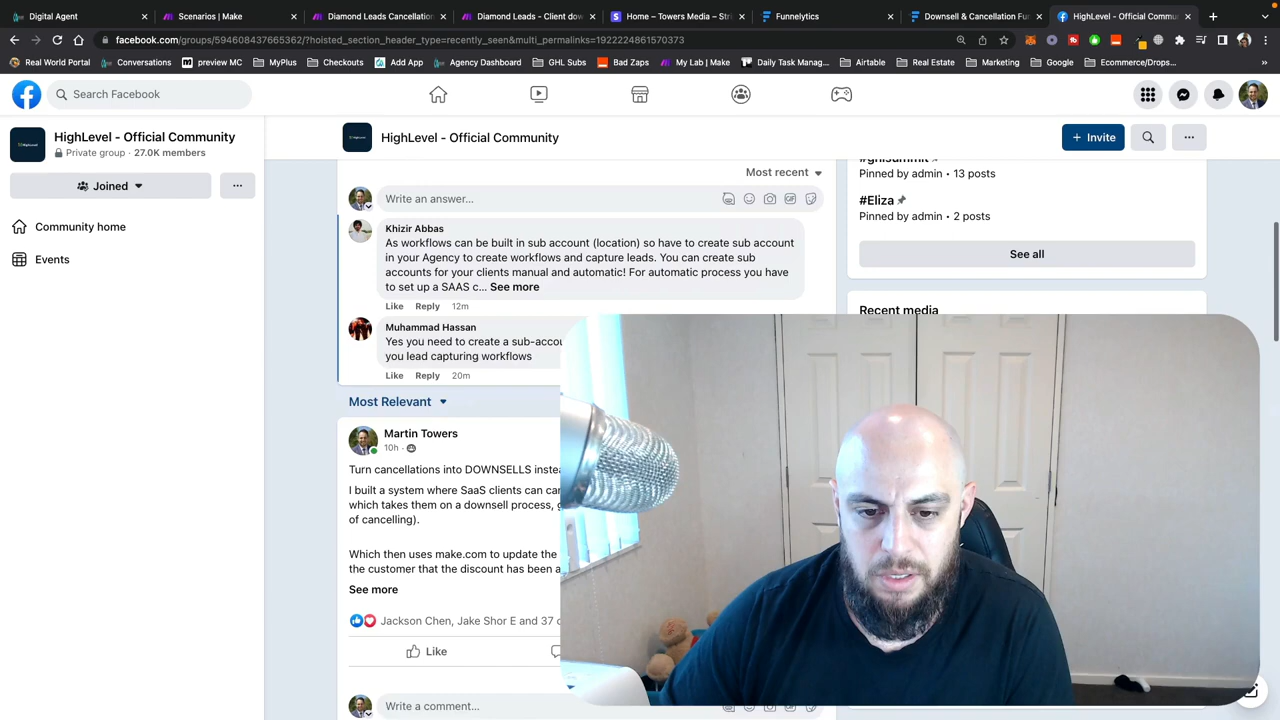 Digital Agent
Scenarios | Make
Diamond Leads Cancellation
Diamond Leads - Client dow
Home – Towers Media – Stri
Funnelytics
Downsell & Cancellation Fun
HighLevel - Official Commu
facebook.com/groups/594608437665362/?hoisted_section_header_type=recently_seen&multi_permalinks=1922224861570373
Real World Portal
Conversations
preview MC
MyPlus
Checkouts
Add App
Agency Dashboard
GHL Subs
Bad Zaps
My Lab | Make
Daily Task Manag...
Airtable
Real Estate
Marketing
Google
Ecommerce/Drops...
Search Facebook
HighLevel - Official Community
Private group · 27.0K members
Joined
Community home
Events
HighLevel - Official Community
+ Invite
Most recent
Write an answer...
Khizir Abbas
As workflows can be built in sub account (location) so have to create sub account
in your Agency to create workflows and capture leads. You can create sub
accounts for your clients manual and automatic! For automatic process you have
to set up a SAAS c... See more
Like Reply 12m
Muhammad Hassan
Yes you need to create a sub-accou
you lead capturing workflows
Like Reply 20m
Most Relevant
Martin Towers
10h ·
Turn cancellations into DOWNSELLS inste
I built a system where SaaS clients can ca
which takes them on a downsell process, g
of cancelling).
Which then uses make.com to update the
the customer that the discount has been a
See more
Jackson Chen, Jake Shor E and 37 o
Like
Write a comment...
#ghlsummit
Pinned by admin • 13 posts
#Eliza
Pinned by admin • 2 posts
See all
Recent media